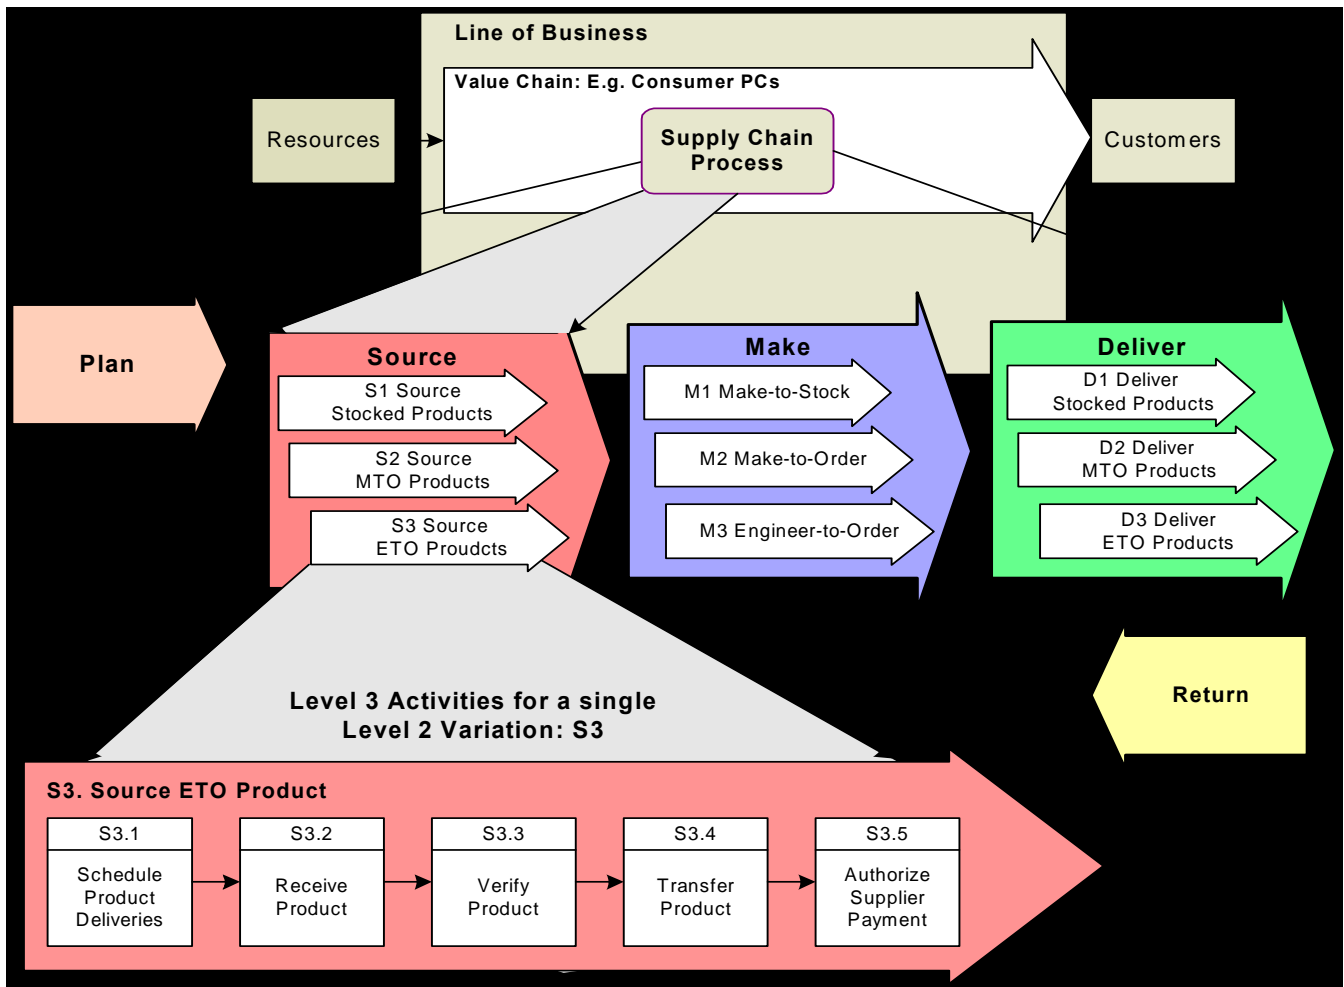 Line of Business
Value Chain: E.g. Consumer PCs
Resources
Supply Chain
Process
Customers
Plan
Source
S1 Source
Stocked Products
S2 Source
MTO Products
S3 Source
ETO Proudcts
Make
M1 Make-to-Stock
M2 Make-to-Order
M3 Engineer-to-Order
Deliver
D1 Deliver
Stocked Products
D2 Deliver
MTO Products
D3 Deliver
ETO Products
Return
Level 3 Activities for a single
Level 2 Variation: S3
S3. Source ETO Product
S3.1
Schedule
Product
Deliveries
S3.2
Receive
Product
S3.3
Verify
Product
S3.4
Transfer
Product
S3.5
Authorize
Supplier
Payment